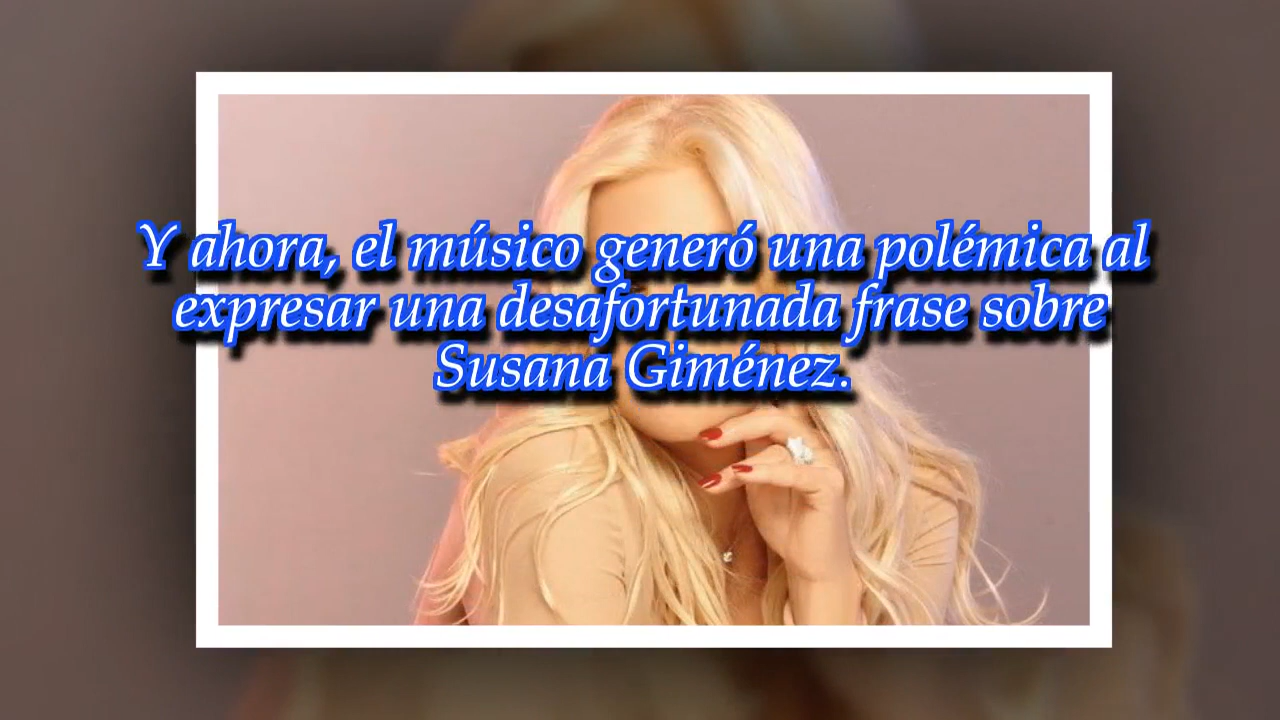 Y ahora, el músico generó una polémica al
expresar una desafortunada frase sobre
Susana Giménez.